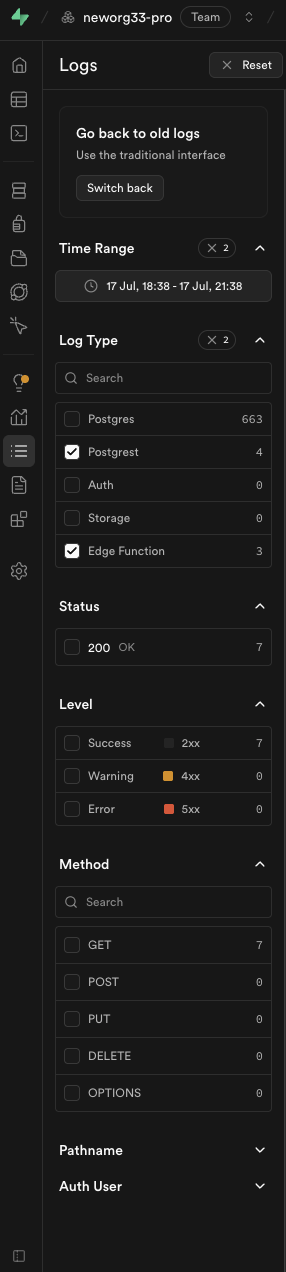 neworg33-pro Team
Logs
Reset
Go back to old logs
Use the traditional interface
Switch back
Time Range 2
17 Jul, 18:38 - 17 Jul, 21:38
Log Type 2
Search
Postgres 663
Postgrest 4
Auth 0
Storage 0
Edge Function 3
Status
200 OK 7
Level
Success 2xx 7
Warning 4xx 0
Error 5xx 0
Method
Search
GET 7
POST 0
PUT 0
DELETE 0
OPTIONS 0
Pathname
Auth User